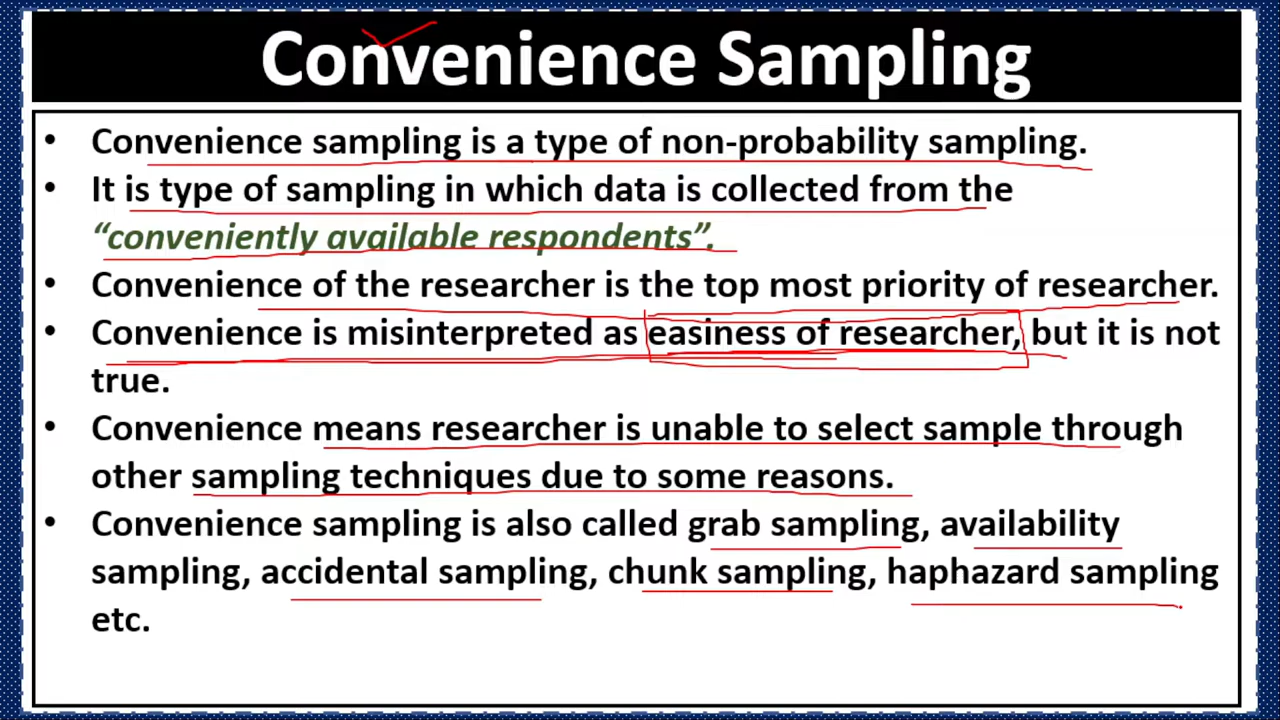 Convenience Sampling
• Convenience sampling is a type of non-probability sampling.
• It is type of sampling in which data is collected from the
“conveniently available respondents”.
• Convenience of the researcher is the top most priority of researcher.
• Convenience is misinterpreted as easiness of researcher, but it is not
true.
• Convenience means researcher is unable to select sample through
other sampling techniques due to some reasons.
• Convenience sampling is also called grab sampling, availability
sampling, accidental sampling, chunk sampling, haphazard sampling
etc.